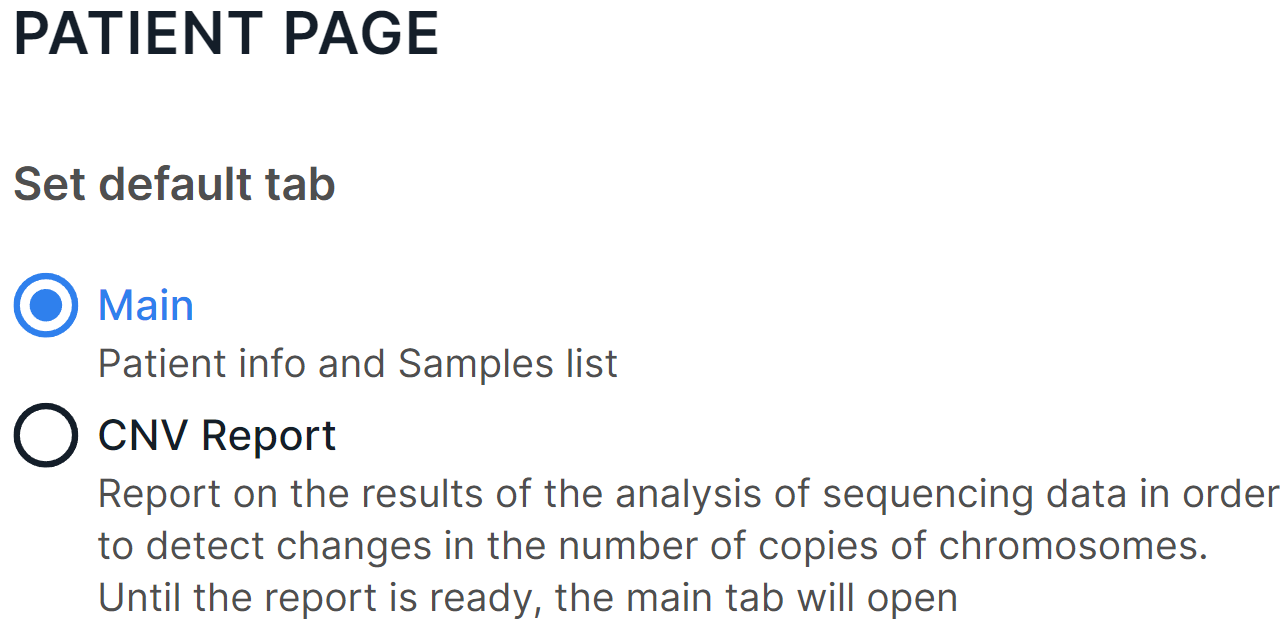 PATIENT PAGE
Set default tab
Main
Patient info and Samples list
CNV Report
Report on the results of the analysis of sequencing data in order
to detect changes in the number of copies of chromosomes.
Until the report is ready, the main tab will open